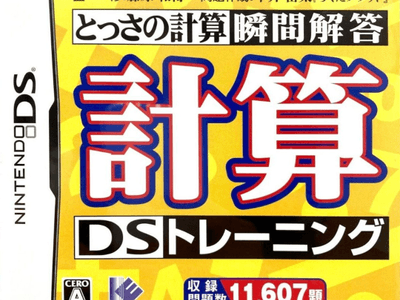 とっさの計算 瞬間解答
NINTENDO DS
計算
DSトレーニング
CERO
A
収録
問題数 11,607題